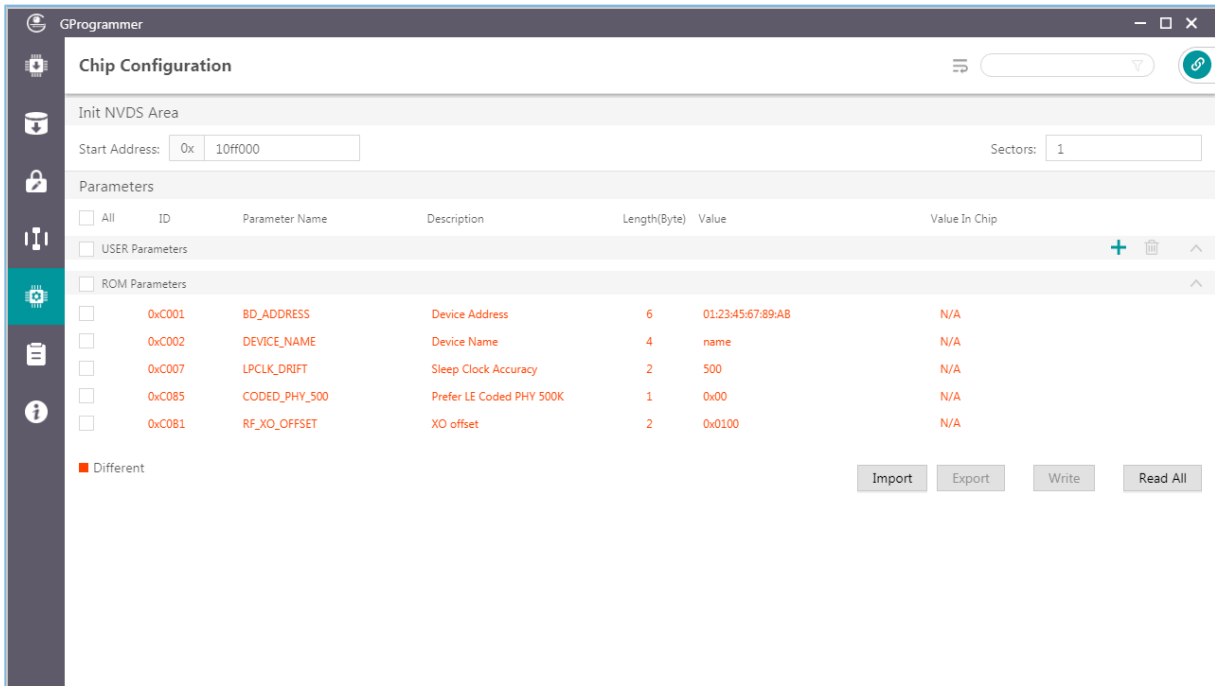 GProgrammer
Chip Configuration
Init NVDS Area
Start Address: 0x 10ff000 Sectors: 1
Parameters
All ID Parameter Name Description Length(Byte) Value Value In Chip
USER Parameters
ROM Parameters
0xC001 BD_ADDRESS Device Address 6 01:23:45:67:89:AB N/A
0xC002 DEVICE_NAME Device Name 4 name N/A
0xC007 LPCLK_DRIFT Sleep Clock Accuracy 2 500 N/A
0xC085 CODED_PHY_500 Prefer LE Coded PHY 500K 1 0x00 N/A
0xC0B1 RF_XO_OFFSET XO offset 2 0x0100 N/A
Different
Import Export Write Read All